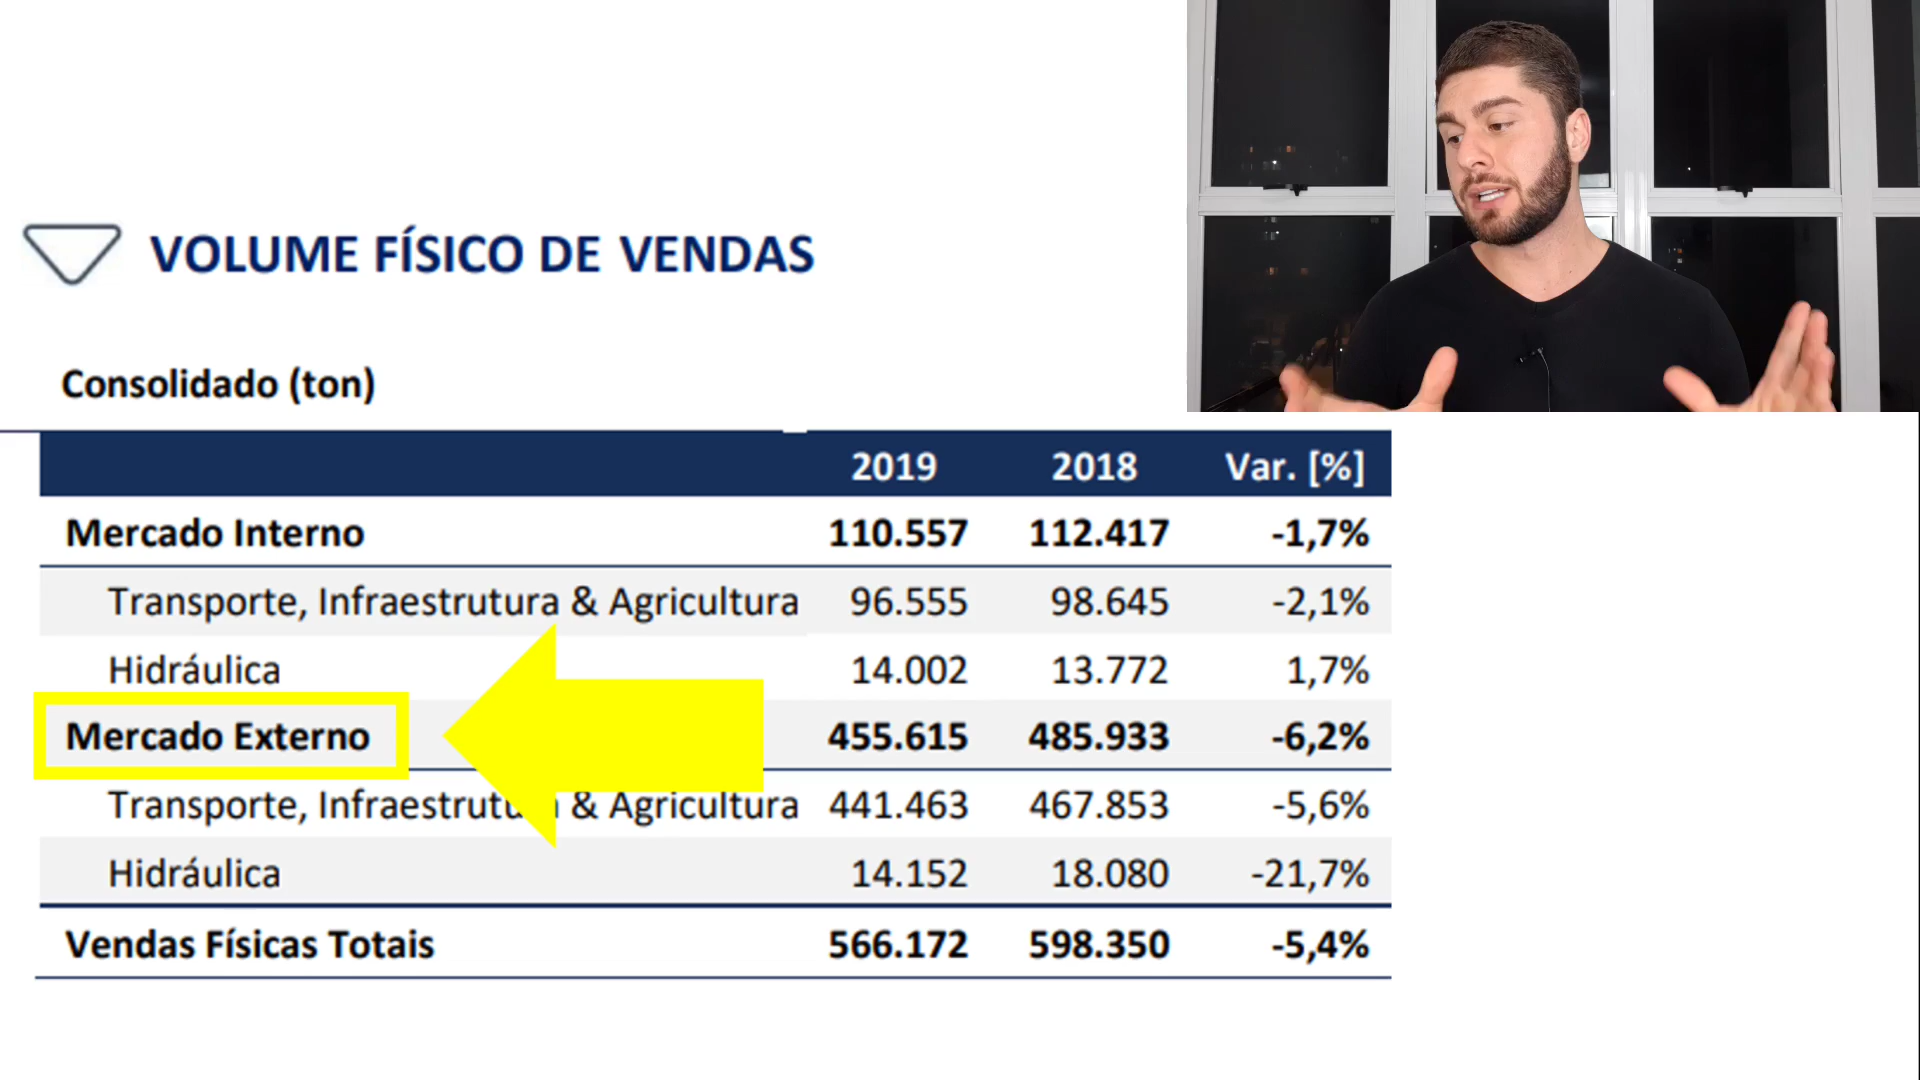 VOLUME FÍSICO DE VENDAS
Consolidado (ton)
2019 2018 Var. [%]
Mercado Interno 110.557 112.417 -1,7%
Transporte, Infraestrutura & Agricultura 96.555 98.645 -2,1%
Hidráulica 14.002 13.772 1,7%
Mercado Externo 455.615 485.933 -6,2%
Transporte, Infraestrutura & Agricultura 441.463 467.853 -5,6%
Hidráulica 14.152 18.080 -21,7%
Vendas Físicas Totais 566.172 598.350 -5,4%